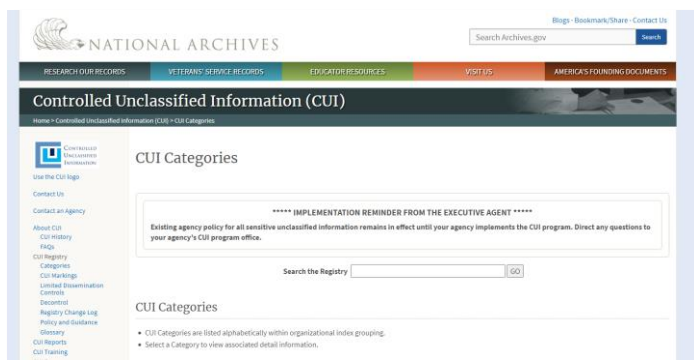 Blogs · Bookmark/Share · Contact Us
NATIONAL ARCHIVES
Search Archives.gov
Search
RESEARCH OUR RECORDS
VETERANS' SERVICE RECORDS
EDUCATOR RESOURCES
VISIT US
AMERICA'S FOUNDING DOCUMENTS
Controlled Unclassified Information (CUI)
Home > Controlled Unclassified Information (CUI) > CUI Categories
CONTROLLED
UNCLASSIFIED
INFORMATION
Use the CUI logo
Contact Us
Contact an Agency
About CUI
CUI History
FAQs
CUI Registry
Categories
CUI Markings
Limited Dissemination
Controls
Decontrol
Registry Change Log
Policy and Guidance
Glossary
CUI Reports
CUI Training
CUI Categories
***** IMPLEMENTATION REMINDER FROM THE EXECUTIVE AGENT *****
Existing agency policy for all sensitive unclassified information remains in effect until your agency implements the CUI program. Direct any questions to
your agency's CUI program office.
Search the Registry
GO
CUI Categories
• CUI Categories are listed alphabetically within organizational index grouping.
• Select a Category to view associated detail information.